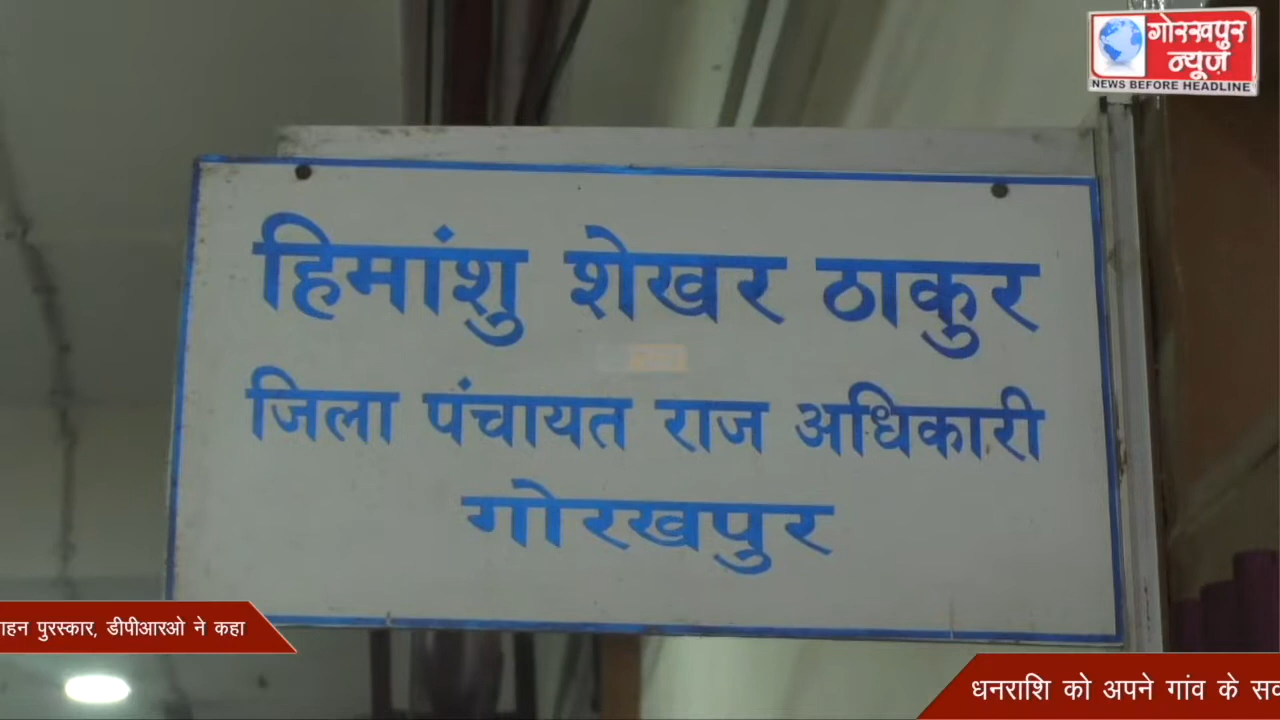 गोरखपुर
न्यूज़
NEWS BEFORE HEADLINE
हिमांशु शेखर ठाकुर
जिला पंचायत राज अधिकारी
गोरखपुर
पुरस्कार, डीपीआरओ ने कहा
धनराशि को अपने गांव के